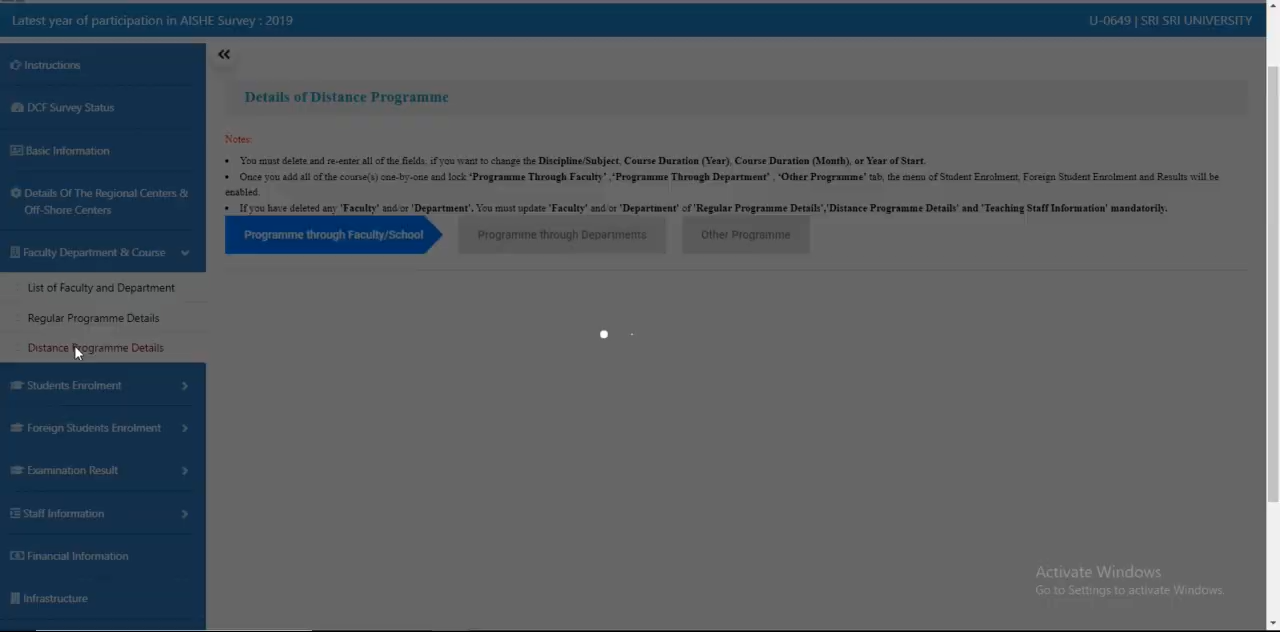 Latest year of participation in AISHE Survey : 2019
U-0649 | SRI SRI UNIVERSITY
Instructions
DCF Survey Status
Basic Information
Details Of The Regional Centers &
Off-Shore Centers
Faculty Department & Course
List of Faculty and Department
Regular Programme Details
Distance Programme Details
Students Enrolment
Foreign Students Enrolment
Examination Result
Staff Information
Financial Information
Infrastructure
Details of Distance Programme
Notes:
• You must delete and re-enter all of the fields, if you want to change the Discipline/Subject, Course Duration (Year), Course Duration (Month), or Year of Start.
• Once you add all of the course(s) one-by-one and lock 'Programme Through Faculty' ,'Programme Through Department' , 'Other Programme' tab, the menu of Student Enrolment, Foreign Student Enrolment and Results will be
enabled.
• If you have deleted any 'Faculty' and/or 'Department'. You must update 'Faculty' and/or 'Department' of 'Regular Programme Details','Distance Programme Details' and 'Teaching Staff Information' mandatorily.
Programme through Faculty/School
Programme through Departments
Other Programme
Activate Windows
Go to Settings to activate Windows.